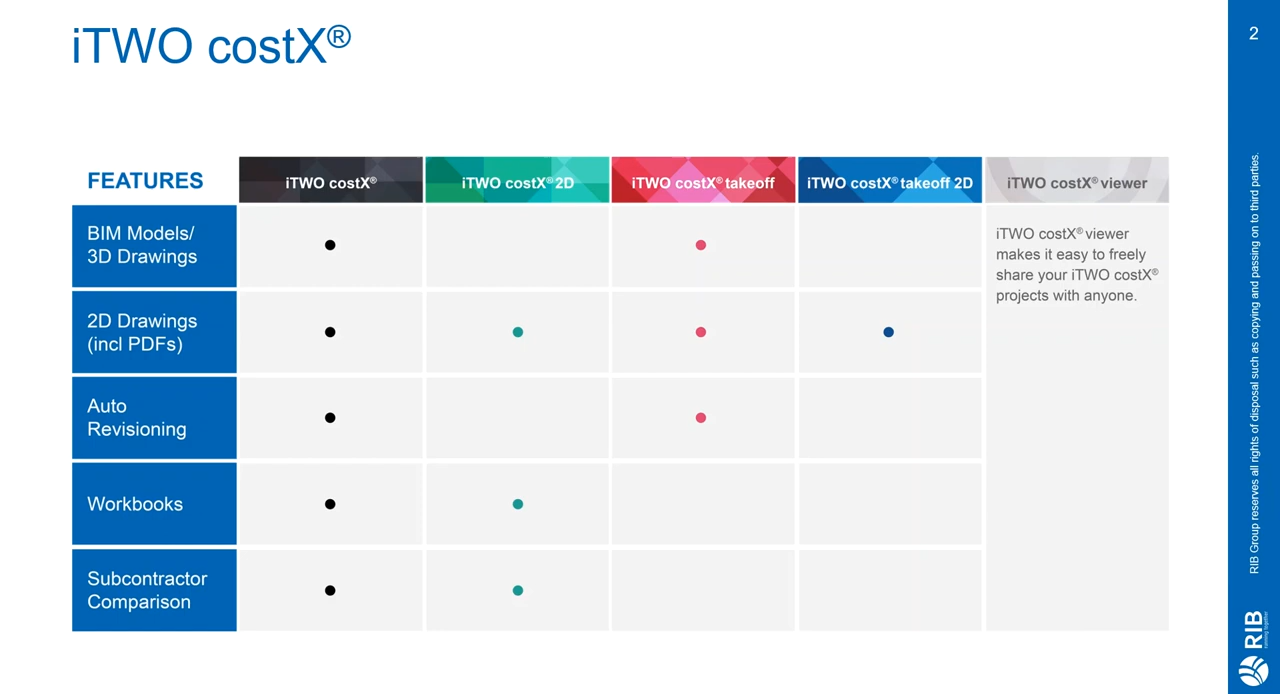 iTWO costX®
2
FEATURES
iTWO costX®
iTWO costX® 2D
iTWO costX® takeoff
iTWO costX® takeoff 2D
iTWO costX® viewer
BIM Models/
3D Drawings
iTWO costX® viewer
makes it easy to freely
share your iTWO costX®
projects with anyone.
2D Drawings
(incl PDFs)
Auto
Revisioning
Workbooks
Subcontractor
Comparison
RIB Group reserves all rights of disposal such as copying and passing on to third parties.
RIB
running together